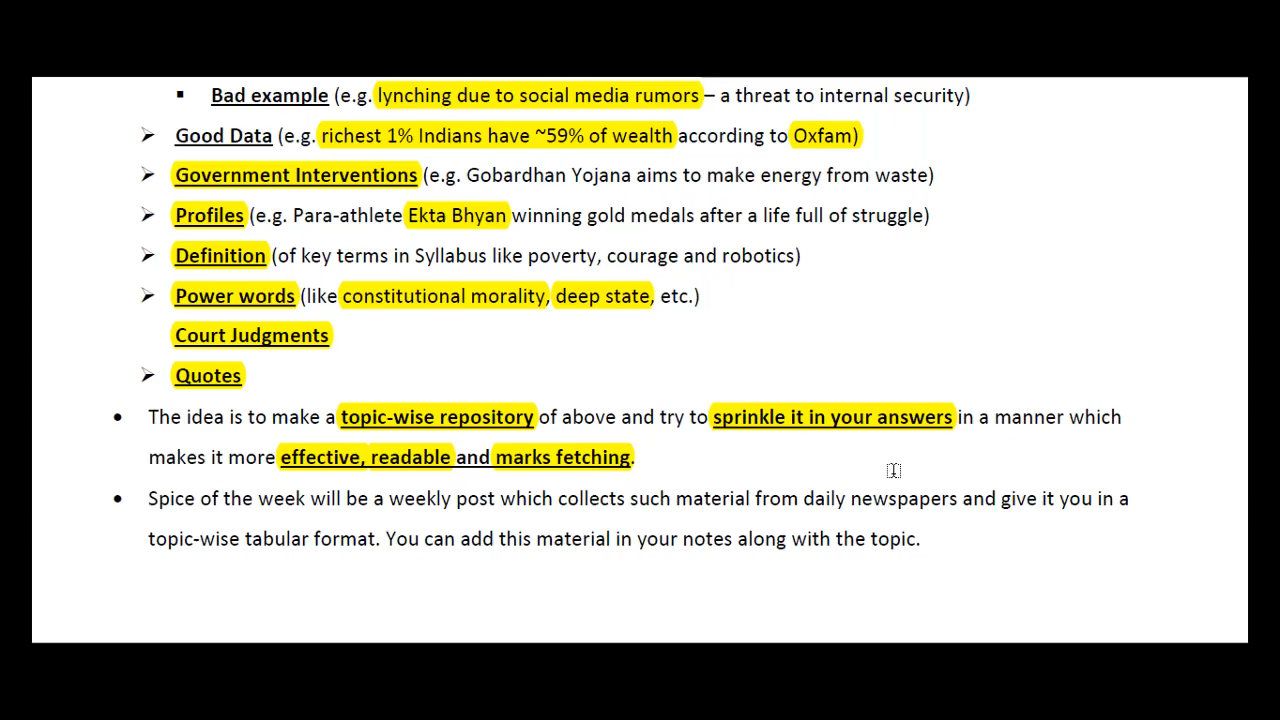 ▪ Bad example (e.g. lynching due to social media rumors – a threat to internal security)
➢ Good Data (e.g. richest 1% Indians have ~59% of wealth according to Oxfam)
➢ Government Interventions (e.g. Gobardhan Yojana aims to make energy from waste)
➢ Profiles (e.g. Para-athlete Ekta Bhyan winning gold medals after a life full of struggle)
➢ Definition (of key terms in Syllabus like poverty, courage and robotics)
➢ Power words (like constitutional morality, deep state, etc.)
Court Judgments
➢ Quotes
• The idea is to make a topic-wise repository of above and try to sprinkle it in your answers in a manner which
makes it more effective, readable and marks fetching.
• Spice of the week will be a weekly post which collects such material from daily newspapers and give it you in a
topic-wise tabular format. You can add this material in your notes along with the topic.